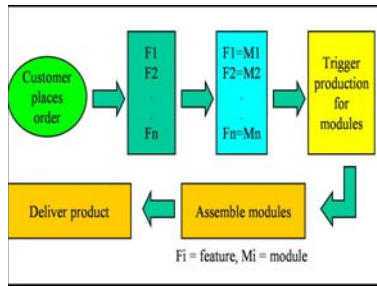 Customer
places
order
F1
F2
.
.
Fn
F1=M1
F2=M2
.
.
Fn=Mn
Trigger
production
for
modules
Deliver product
Assemble modules
Fi = feature, Mi = module